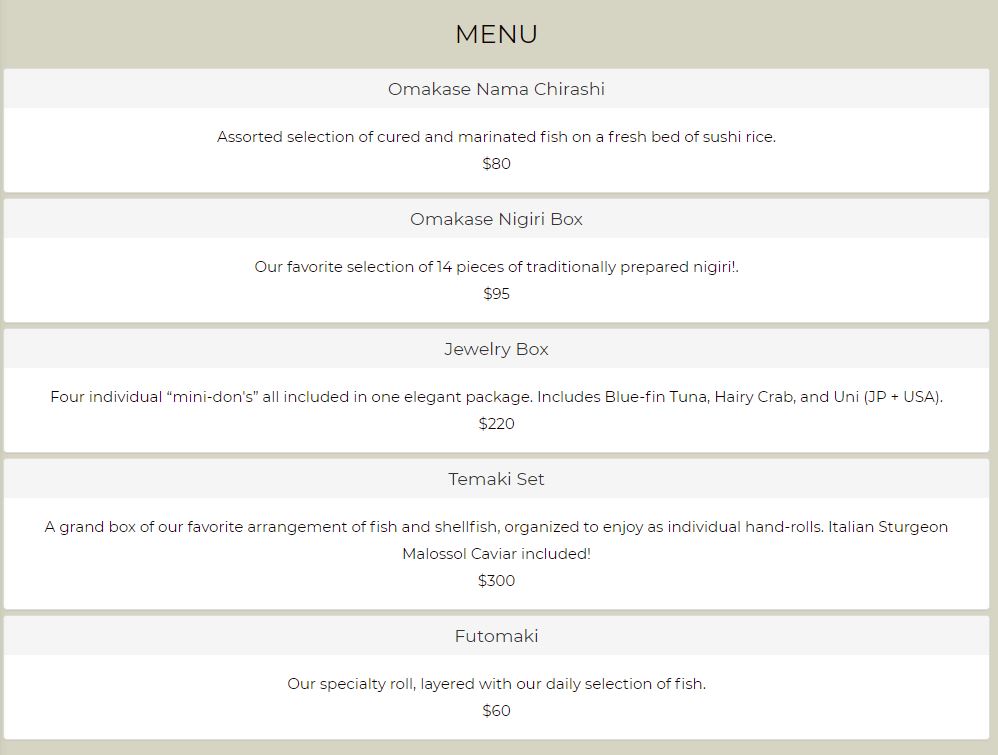 MENU
Omakase Nama Chirashi
Assorted selection of cured and marinated fish on a fresh bed of sushi rice.
$80
Omakase Nigiri Box
Our favorite selection of 14 pieces of traditionally prepared nigiri!.
$95
Jewelry Box
Four individual “mini-don's” all included in one elegant package. Includes Blue-fin Tuna, Hairy Crab, and Uni (JP + USA).
$220
Temaki Set
A grand box of our favorite arrangement of fish and shellfish, organized to enjoy as individual hand-rolls. Italian Sturgeon
Malossol Caviar included!
$300
Futomaki
Our specialty roll, layered with our daily selection of fish.
$60